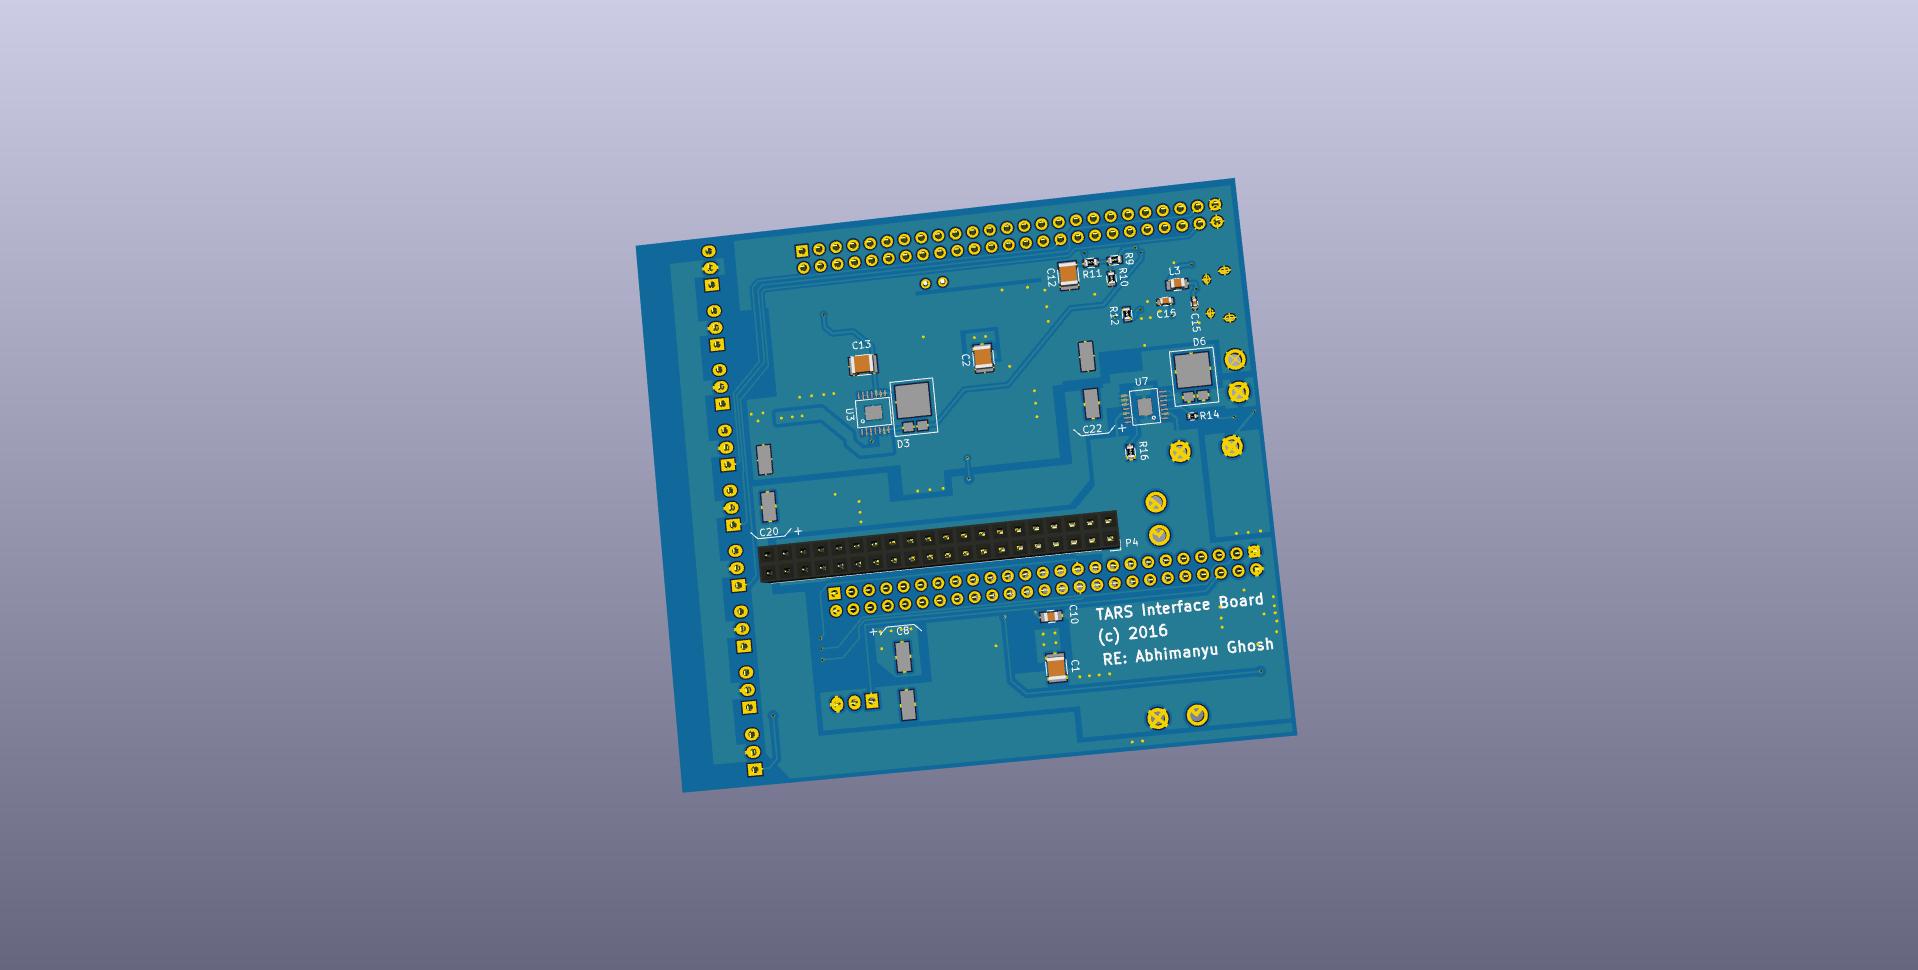 R9
C12
R11
R10
L3
R12
C16
C15
C13
C2
D6
U7
U3
R14
C22 +
D3
R16
C20 +
P4
+ C8
C10
TARS Interface Board
(c) 2016
RE: Abhimanyu Ghosh
C1